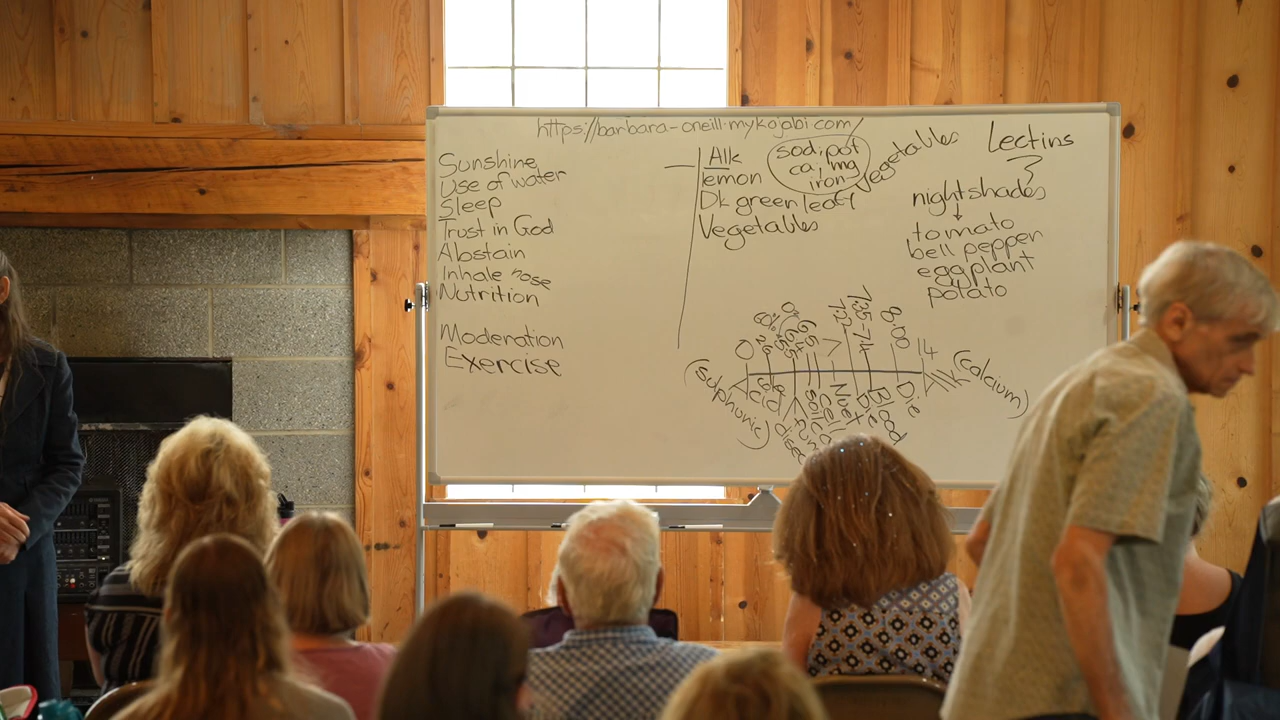 https://barbara-oneill.mykajabi.com/
Sunshine
Use of water
Sleep
Trust in God
Abstain
Inhale nose
Nutrition
Moderation
Exercise
Alk
lemon
Dk green leafy
Vegetables
sod, pot
ca, mg
iron
Vegetables
Lectins
nightshades
tomato
bell pepper
eggplant
potato
0
7
7.35-7.4
8.00
14
(Sulphuric)
Acid
Blood
Die
Alk
(Calcium)